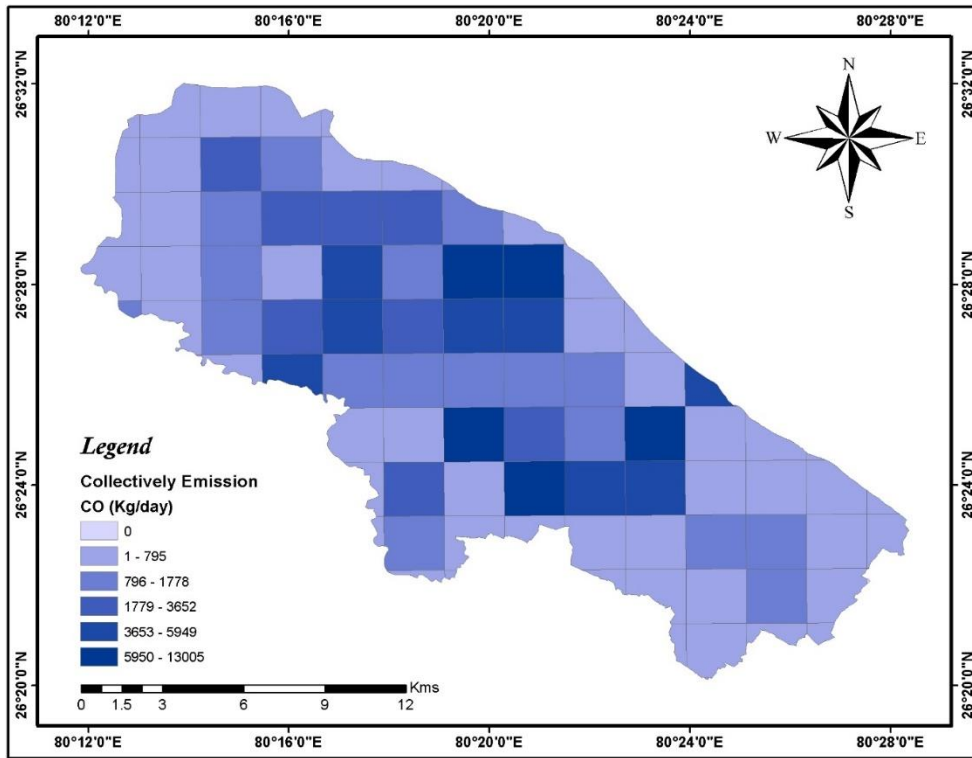 80°12'0"E 80°16'0"E 80°20'0"E 80°24'0"E 80°28'0"E
26°32'0"N 26°32'0"N
N
W E
S
26°28'0"N 26°28'0"N
Legend
Collectively Emission
CO (Kg/day)
0
1 - 795
796 - 1778
1779 - 3652
3653 - 5949
5950 - 13005
26°24'0"N 26°24'0"N
Kms
0 1.5 3 6 9 12
26°20'0"N 26°20'0"N
80°12'0"E 80°16'0"E 80°20'0"E 80°24'0"E 80°28'0"E